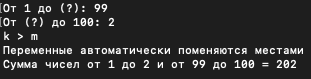 [От 1 до (?): 99
[От (?) до 100: 2
k > m
Переменные автоматически поменяются местами
Сумма чисел от 1 до 2 и от 99 до 100 = 202